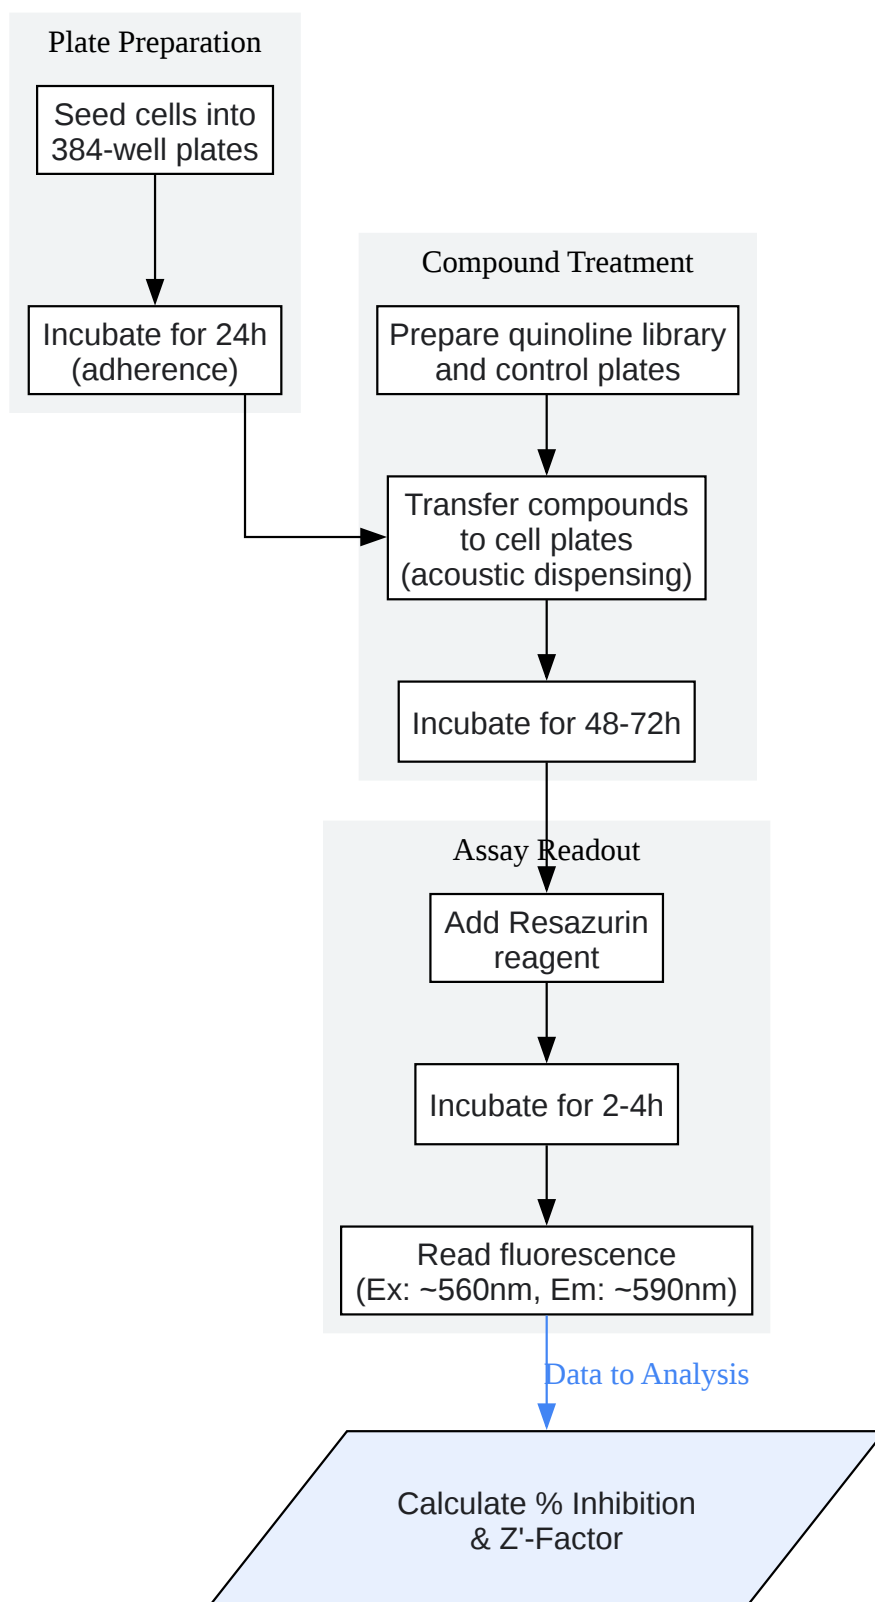 Plate Preparation
Seed cells into
384-well plates
Incubate for 24h
(adherence)
Compound Treatment
Prepare quinoline library
and control plates
Transfer compounds
to cell plates
(acoustic dispensing)
Incubate for 48-72h
Assay Readout
Add Resazurin
reagent
Incubate for 2-4h
Read fluorescence
(Ex: ~560nm, Em: ~590nm)
Data to Analysis
Calculate % Inhibition
& Z'-Factor